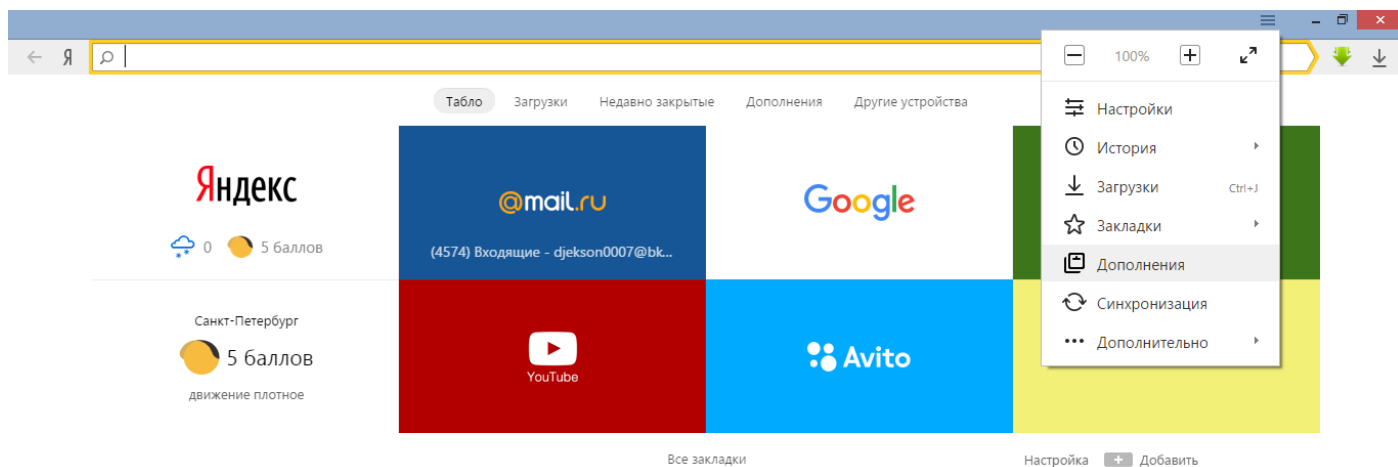 Я
100%
Табло Загрузки Недавно закрытые Дополнения Другие устройства
Настройки
История
Загрузки Ctrl+J
Закладки
Дополнения
Синхронизация
Дополнительно
Яндекс
0 5 баллов
@mail.ru
(4574) Входящие - djekson0007@bk...
Google
Санкт-Петербург
5 баллов
движение плотное
YouTube
Avito
Все закладки
Настройка + Добавить